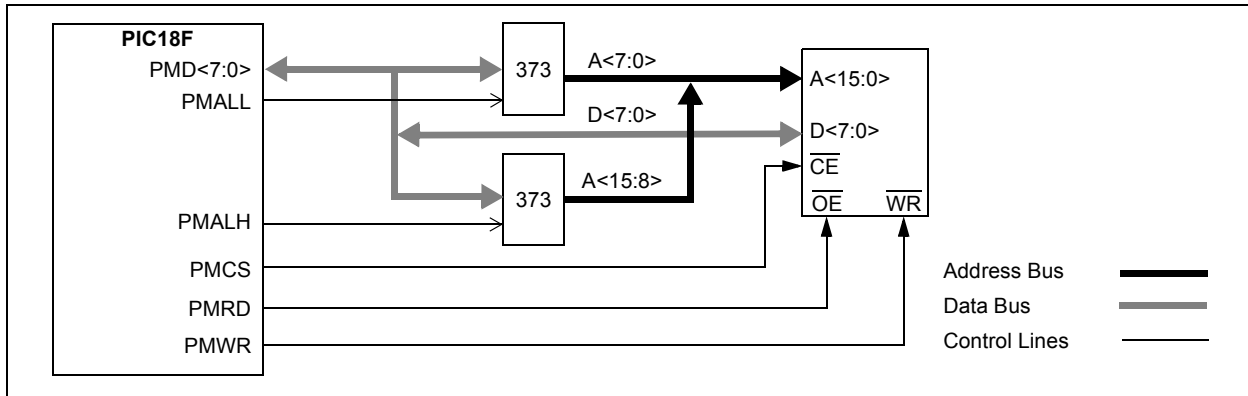 PIC18F
PMD<7:0>
PMALL
PMALH
PMCS
PMRD
PMWR
373
A<7:0>
D<7:0>
373
A<15:8>
A<15:0>
D<7:0>
CE
OE WR
Address Bus
Data Bus
Control Lines